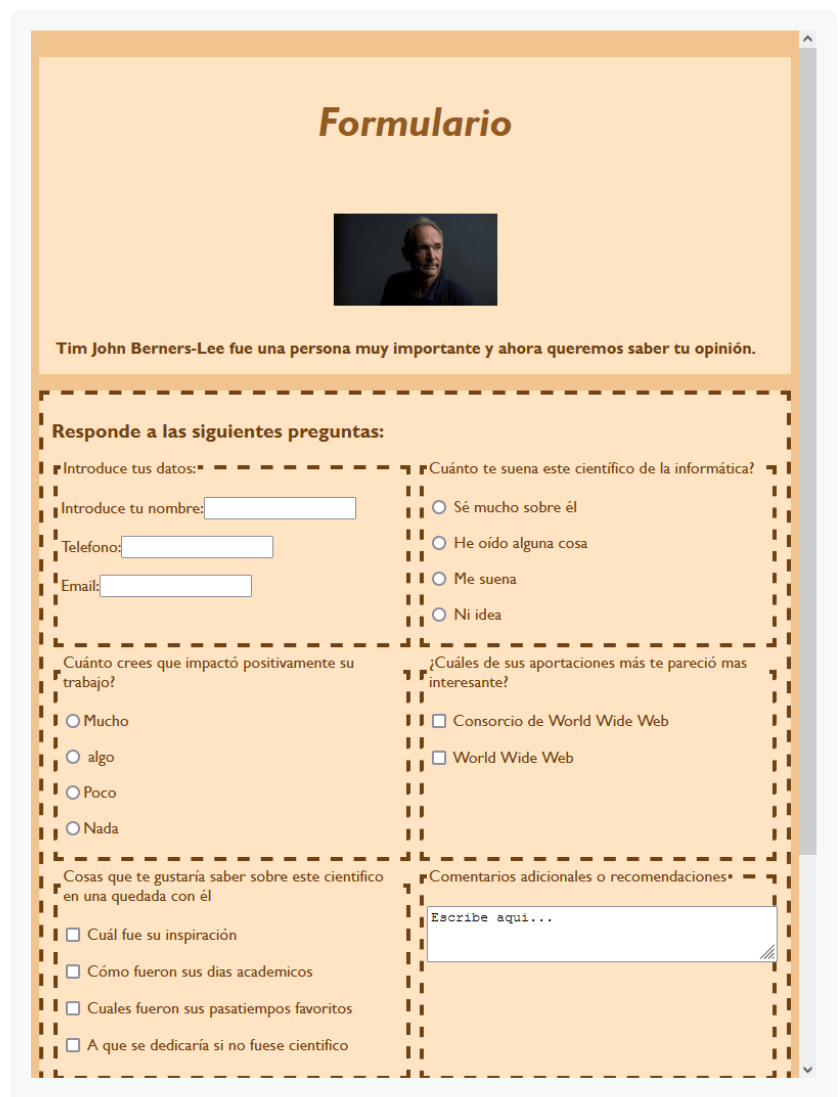 Formulario
Tim John Berners-Lee fue una persona muy importante y ahora queremos saber tu opinión.
Responde a las siguientes preguntas:
Introduce tus datos:
Introduce tu nombre:
Telefono:
Email:
Cuánto te suena este científico de la informática?
Sé mucho sobre él
He oído alguna cosa
Me suena
Ni idea
Cuánto crees que impactó positivamente su
trabajo?
Mucho
algo
Poco
Nada
¿Cuáles de sus aportaciones más te pareció mas
interesante?
Consorcio de World Wide Web
World Wide Web
Cosas que te gustaría saber sobre este cientifico
en una quedada con él
Cuál fue su inspiración
Cómo fueron sus dias academicos
Cuales fueron sus pasatiempos favoritos
A que se dedicaría si no fuese cientifico
Comentarios adicionales o recomendaciones
Escribe aqui...